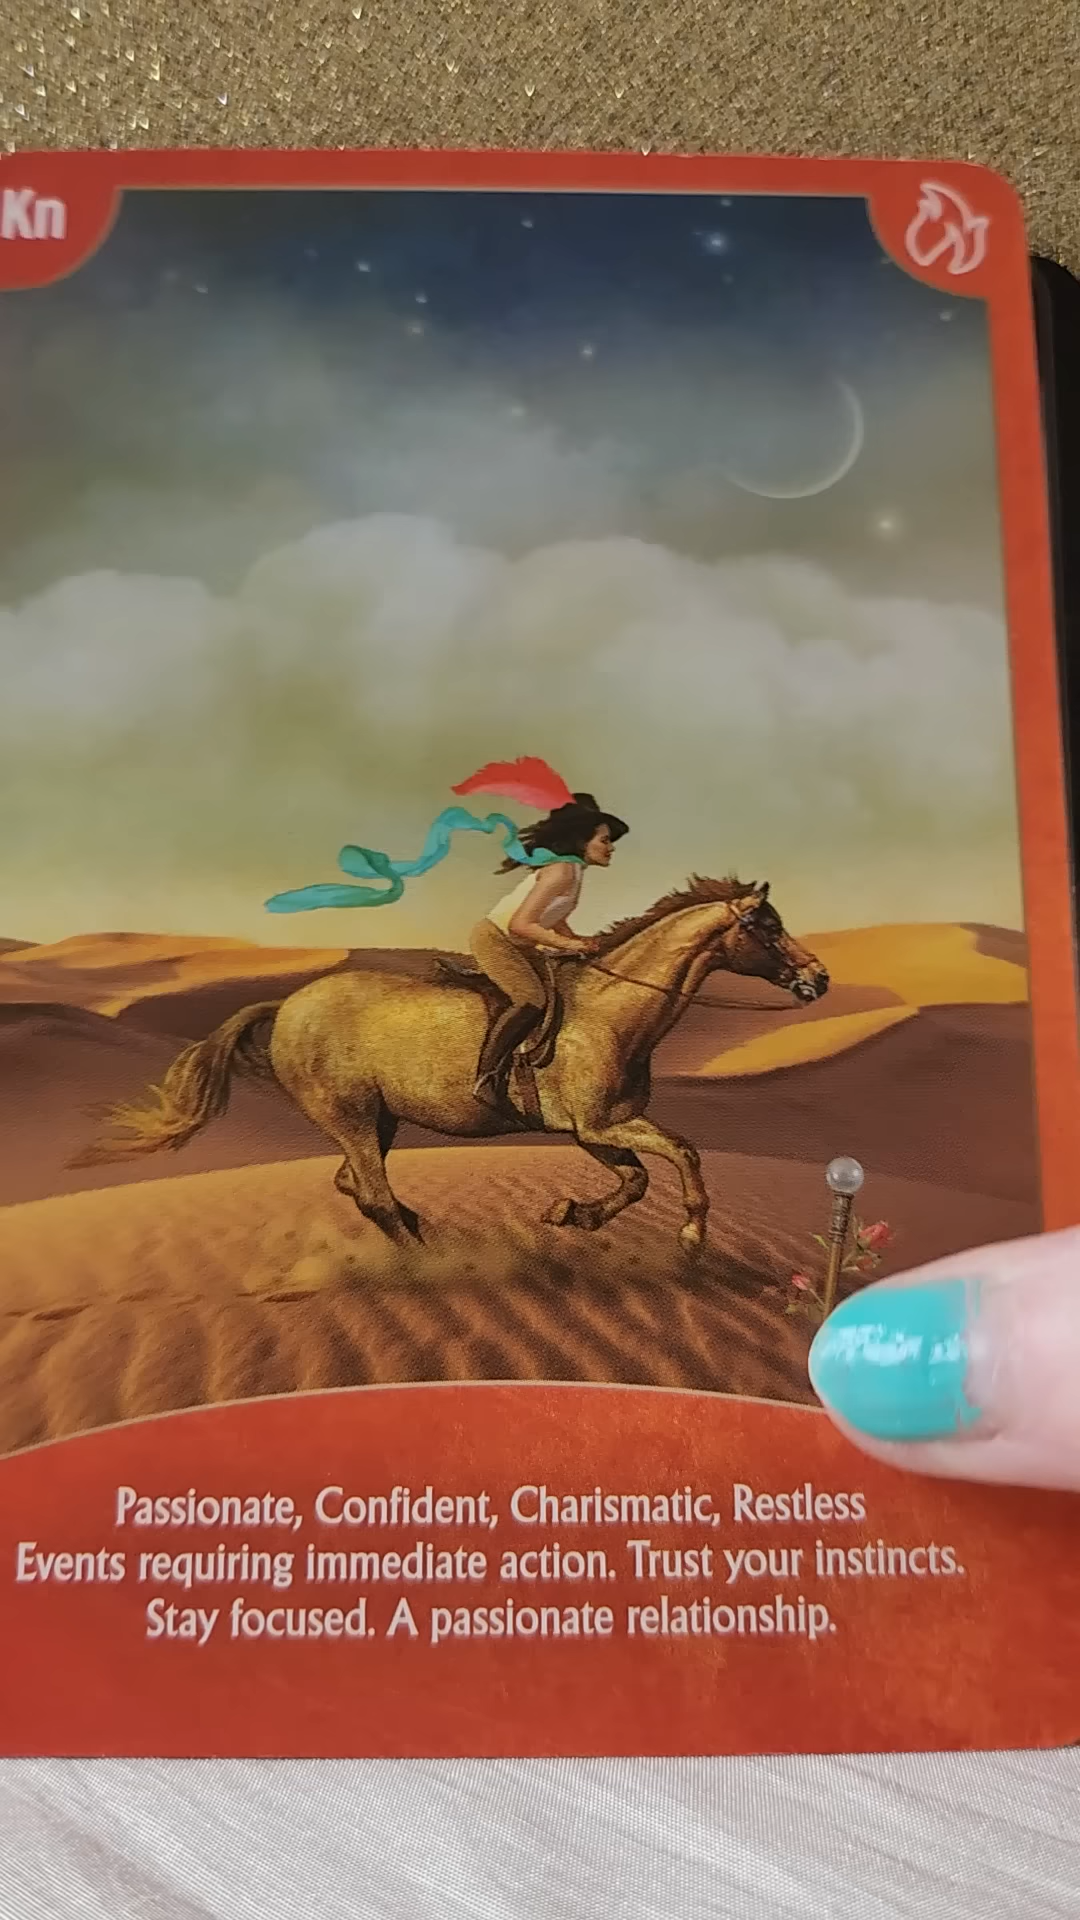 Kn
Passionate, Confident, Charismatic, Restless
Events requiring immediate action. Trust your instincts.
Stay focused. A passionate relationship.